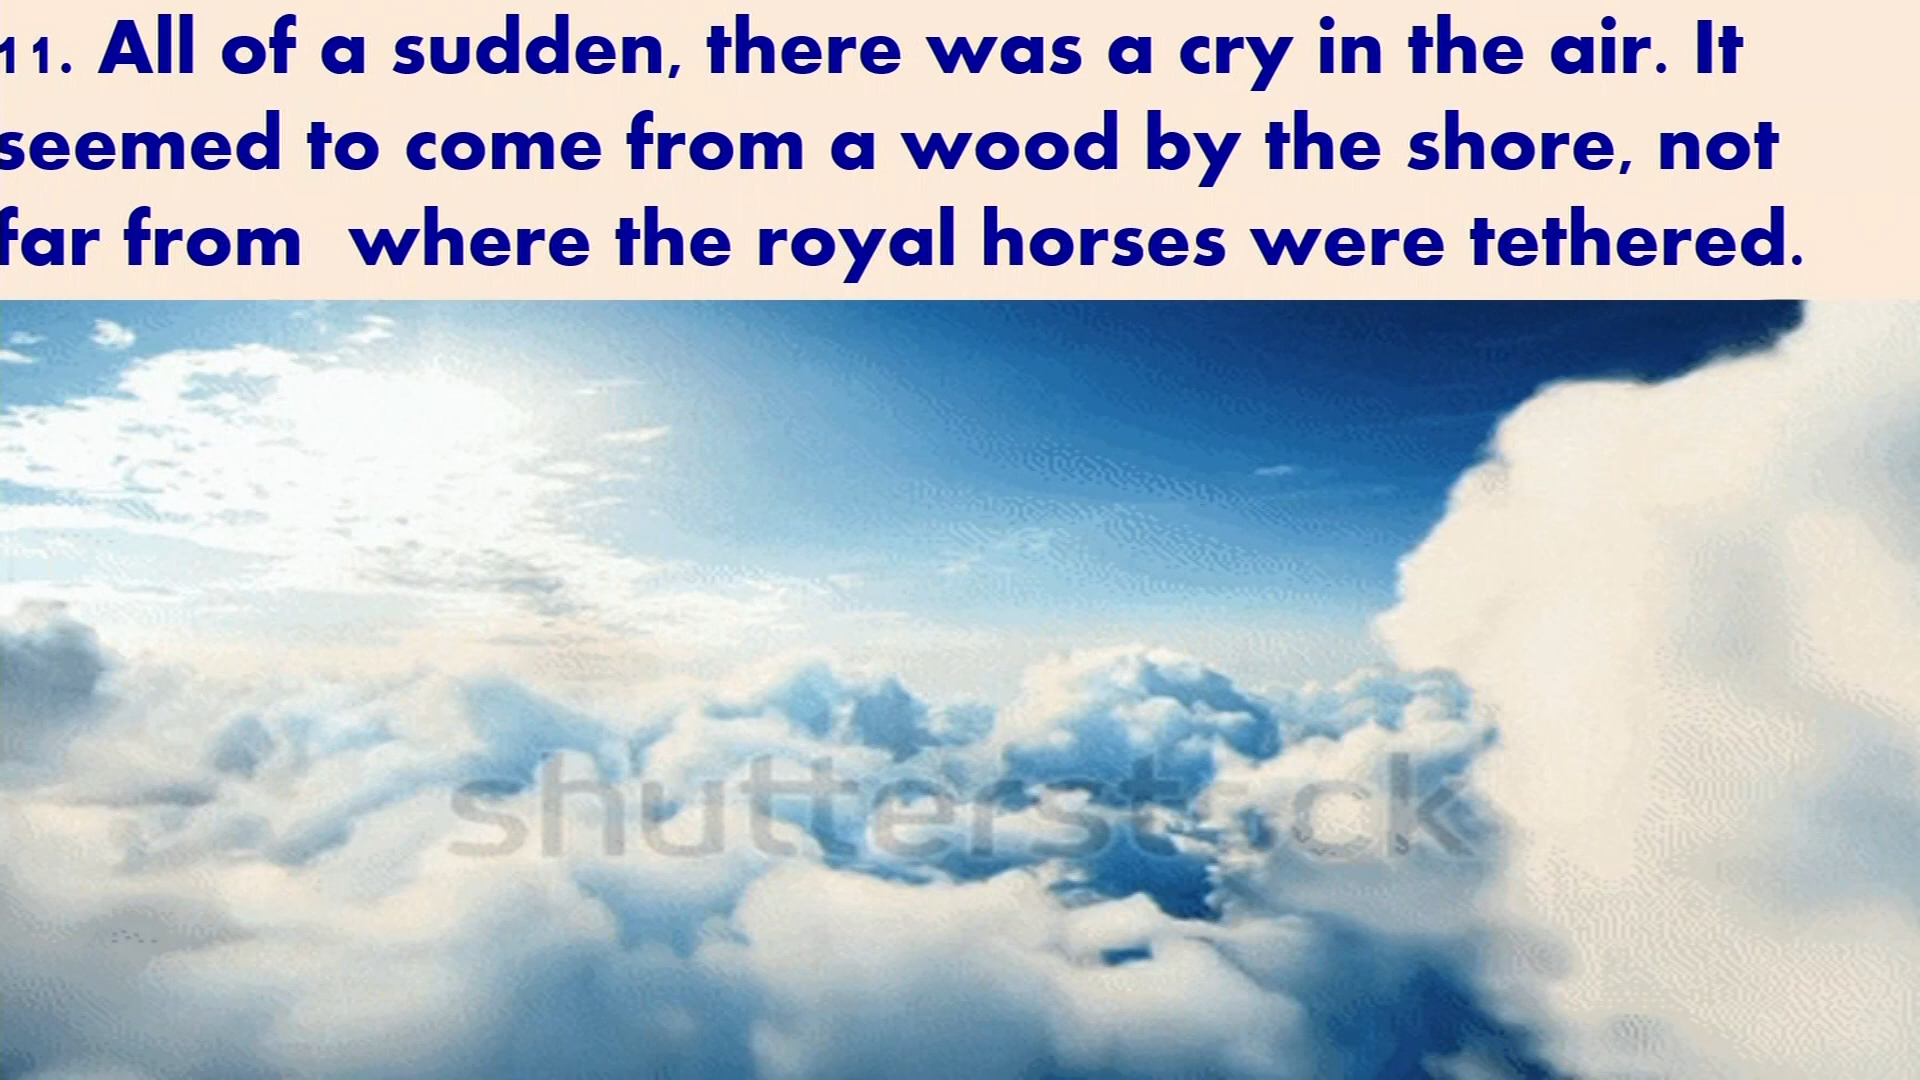 11. All of a sudden, there was a cry in the air. It
seemed to come from a wood by the shore, not
far from  where the royal horses were tethered.
shutterstock